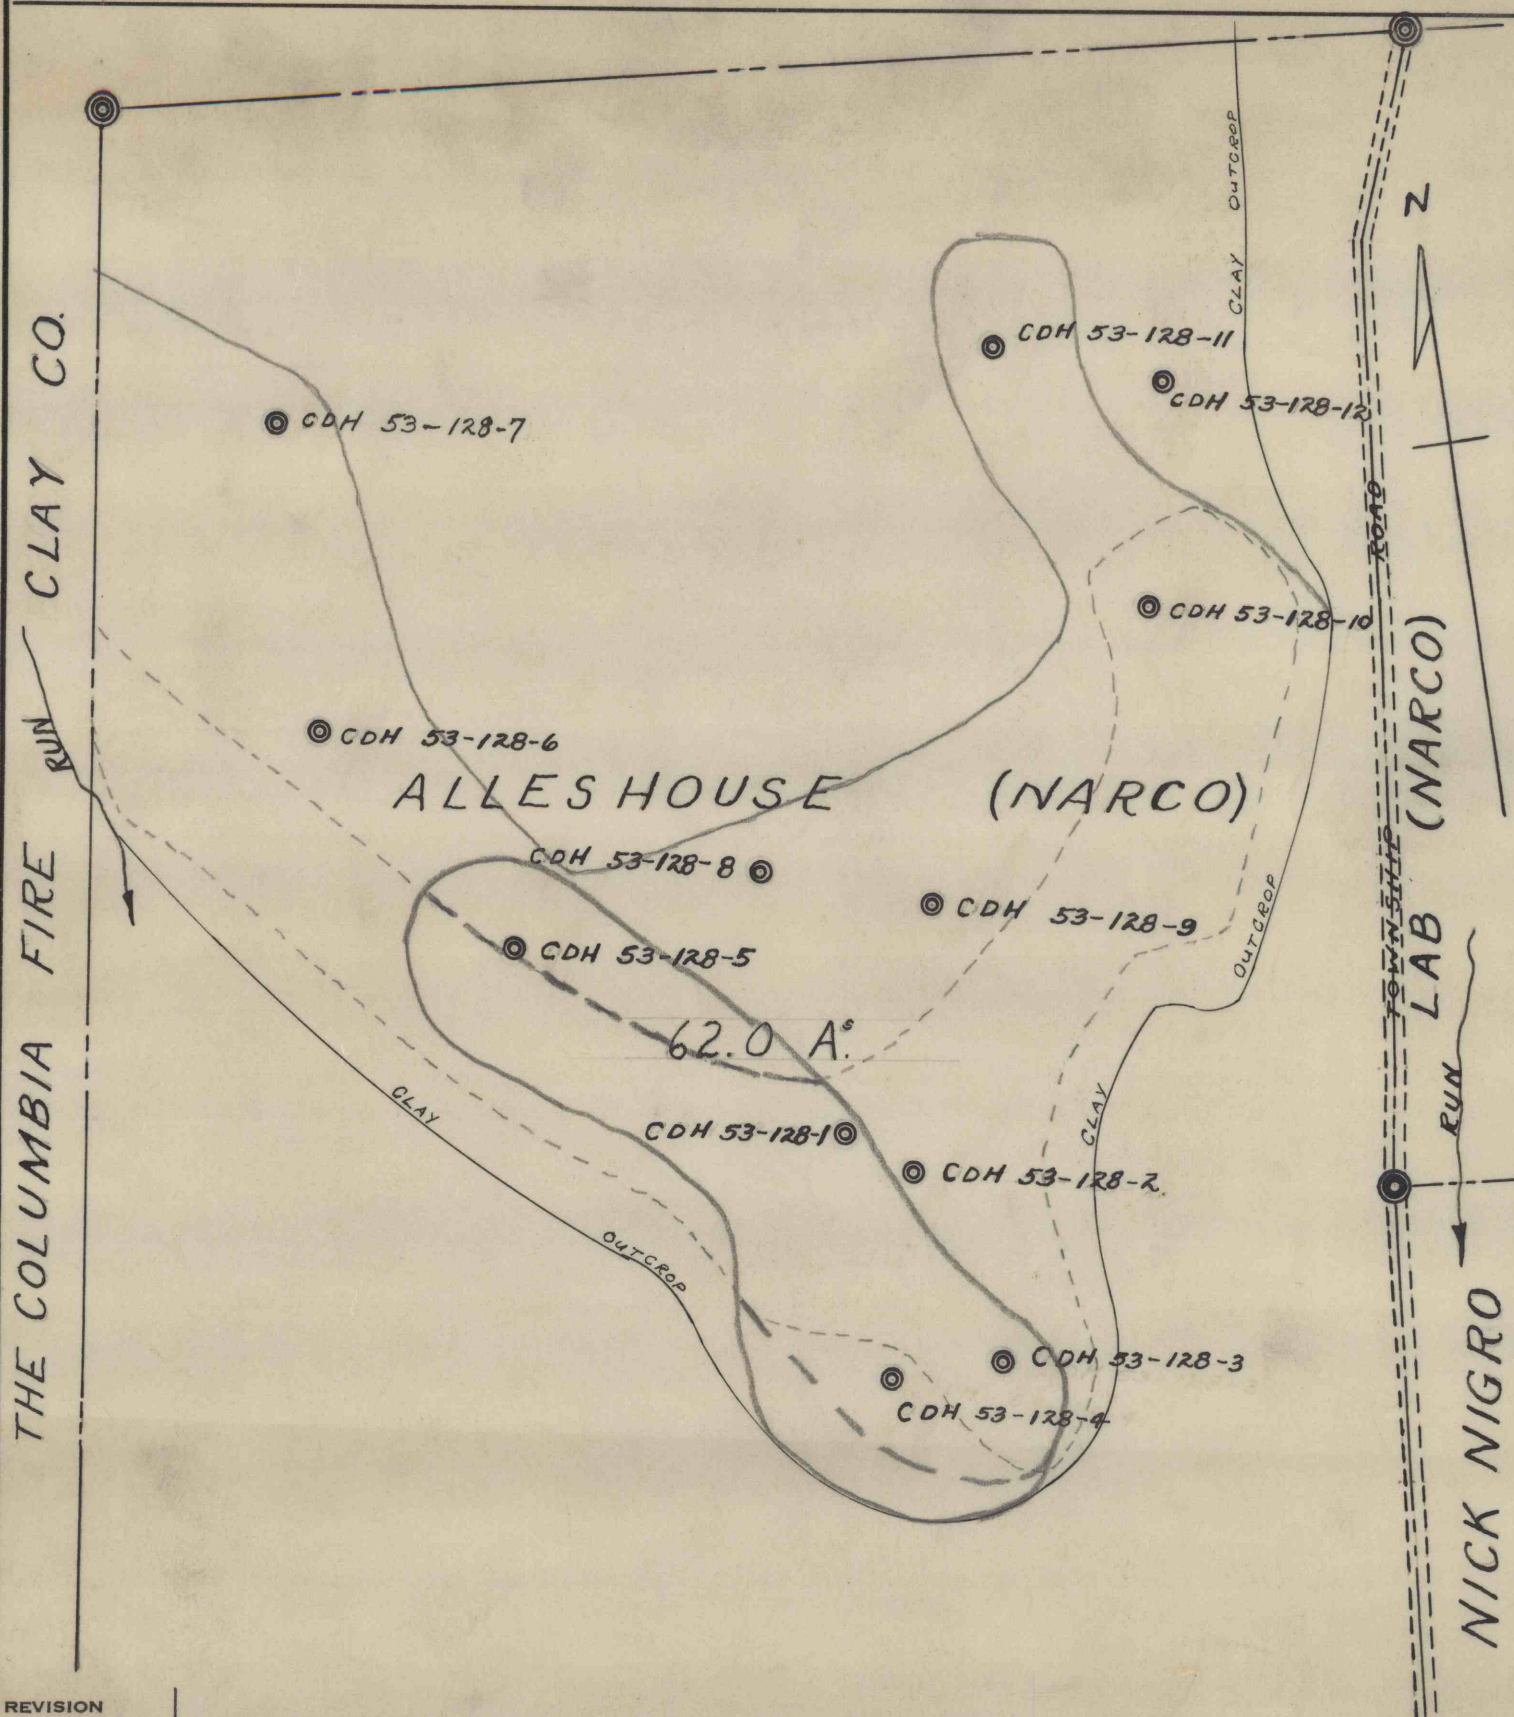 THE COLUMBIA FIRE CLAY CO.
RUN
CLAY OUTCROP
N
CDH 53-128-11
CDH 53-128-12
CDH 53-128-7
TOWNSHIP ROAD
CDH 53-128-10
LAB (NARCO)
CDH 53-128-6
ALLESHOUSE (NARCO)
CDH 53-128-8
CDH 53-128-9
CDH 53-128-5
CLAY OUTCROP
62.0 A.s
CDH 53-128-1
CDH 53-128-2.
RUN
CLAY OUTCROP
CDH 53-128-3
CDH 53-128-4
NICK NIGRO
REVISION